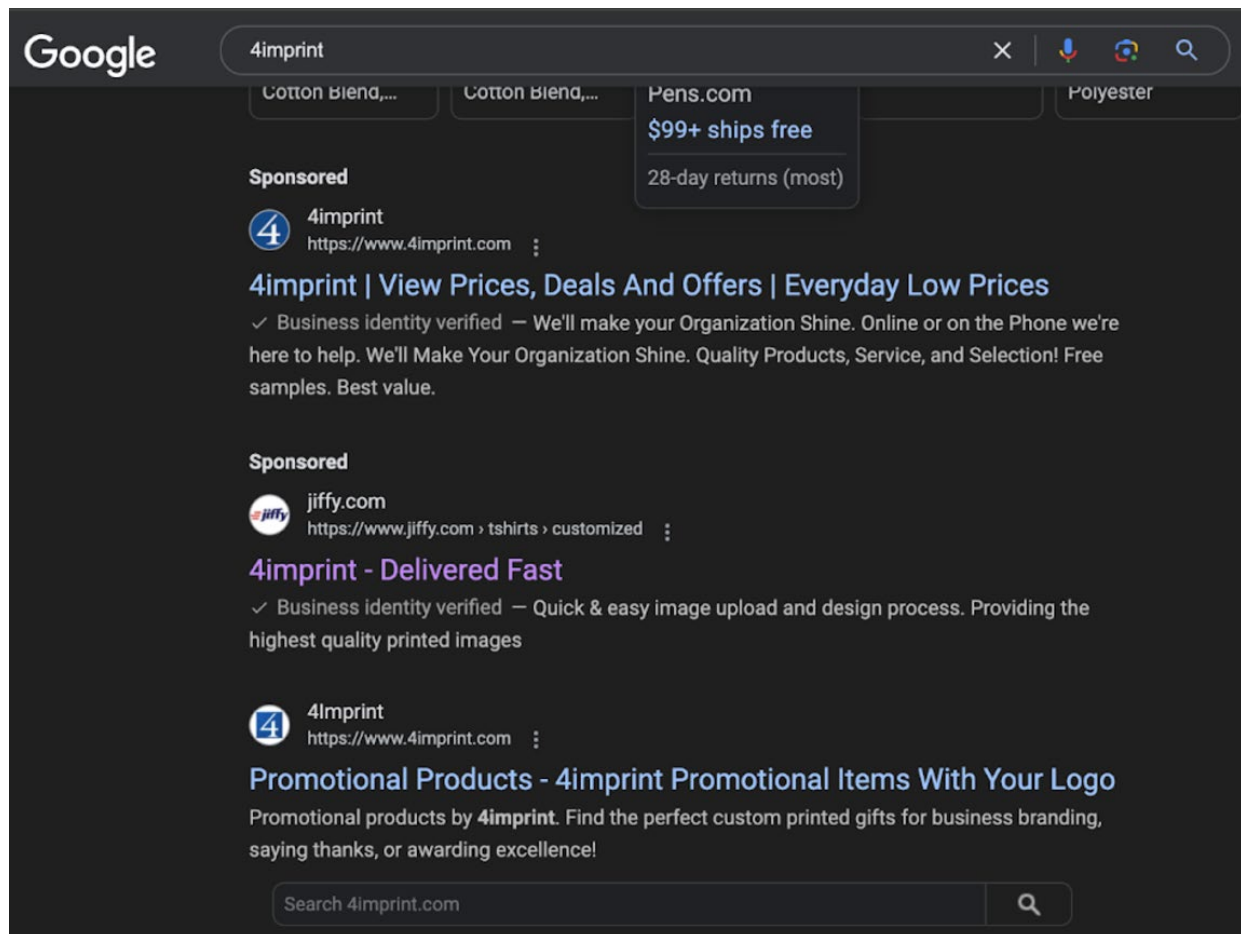 Google
4imprint
Cotton Blend,...
Cotton Blend,...
Pens.com
Polyester
$99+ ships free
28-day returns (most)
Sponsored
4
4imprint
https://www.4imprint.com
4imprint | View Prices, Deals And Offers | Everyday Low Prices
Business identity verified — We'll make your Organization Shine. Online or on the Phone we're
here to help. We'll Make Your Organization Shine. Quality Products, Service, and Selection! Free
samples. Best value.
Sponsored
jiffy
jiffy.com
https://www.jiffy.com › tshirts › customized
4imprint - Delivered Fast
Business identity verified — Quick & easy image upload and design process. Providing the
highest quality printed images
4
4Imprint
https://www.4imprint.com
Promotional Products - 4imprint Promotional Items With Your Logo
Promotional products by 4imprint. Find the perfect custom printed gifts for business branding,
saying thanks, or awarding excellence!
Search 4imprint.com